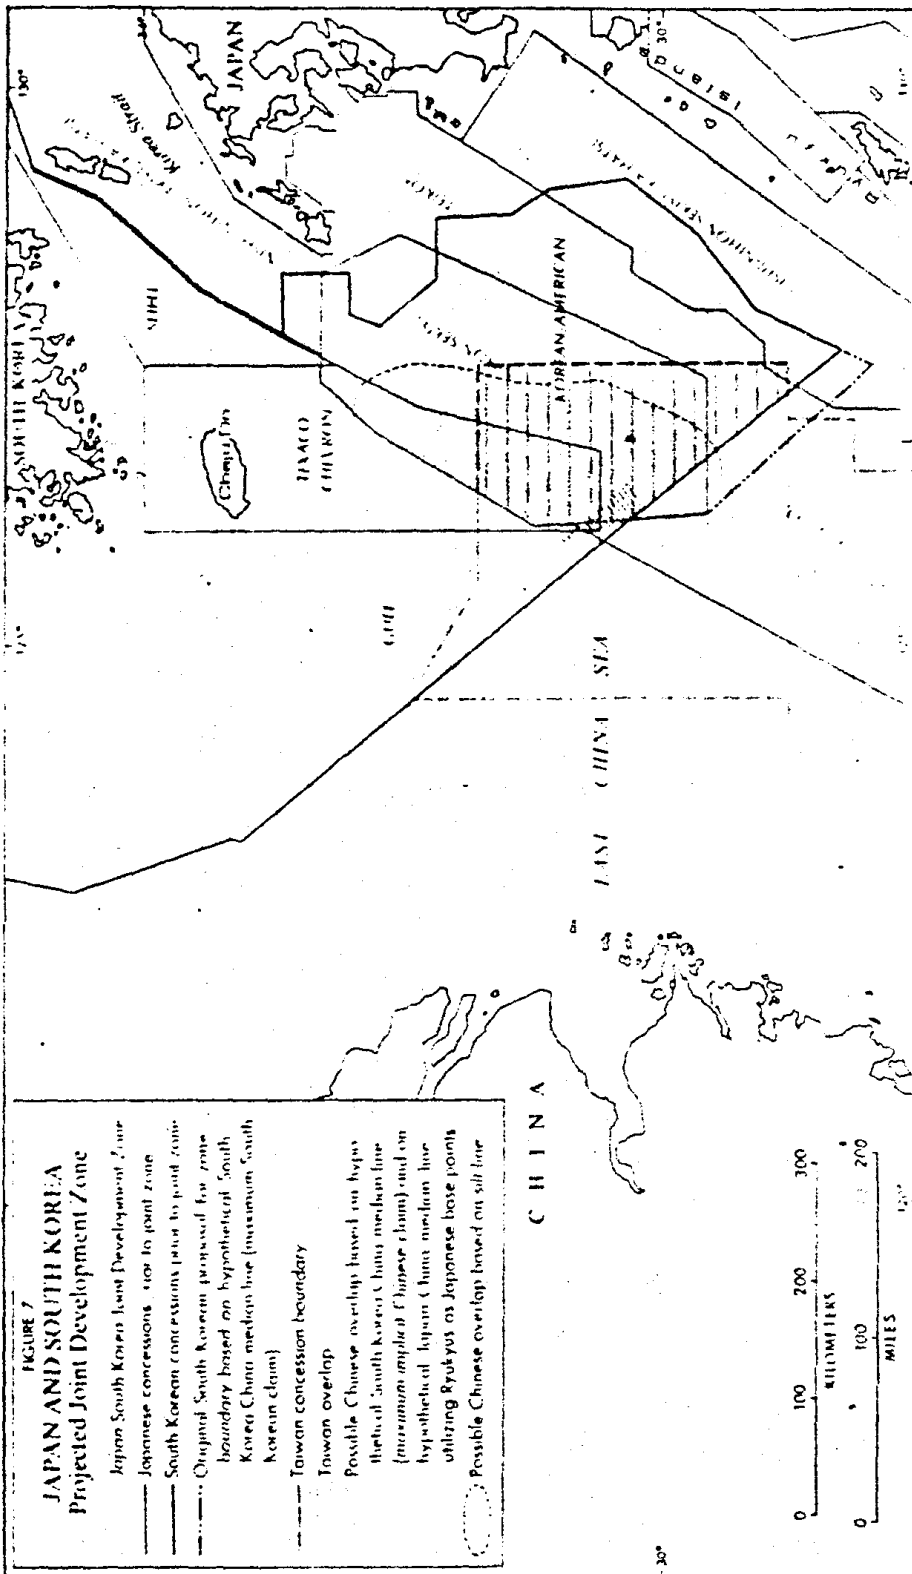 FIGURE 7
JAPAN AND SOUTH KOREA
Projected Joint Development Zone
Japan South Korea Joint Development Zone
Japanese concessions prior to joint zone
South Korean concessions prior to joint zone
Original South Korean proposal for zone
boundary based on hypothetical South
Korea China median line (maximum South
Korean claim)
Taiwan concession boundary
Taiwan overlap
Possible Chinese overlap based on hypo
thetical South Korea China median line
(minimum implicit Chinese claim) and on
hypothetical Japan China median line
utilizing Ryukyus as Japanese base points
Possible Chinese overlap based on silt line
0 100 200 300
KILOMETERS
0 100 200
MILES
CHINA
EAST CHINA SEA
SOUTH KOREA
Cheju Do
TEXACO
CHEVRON
GULF
SHELL
Korea Strait
JAPAN
KOREAN AMERICAN
Islands
130°
30°
30°